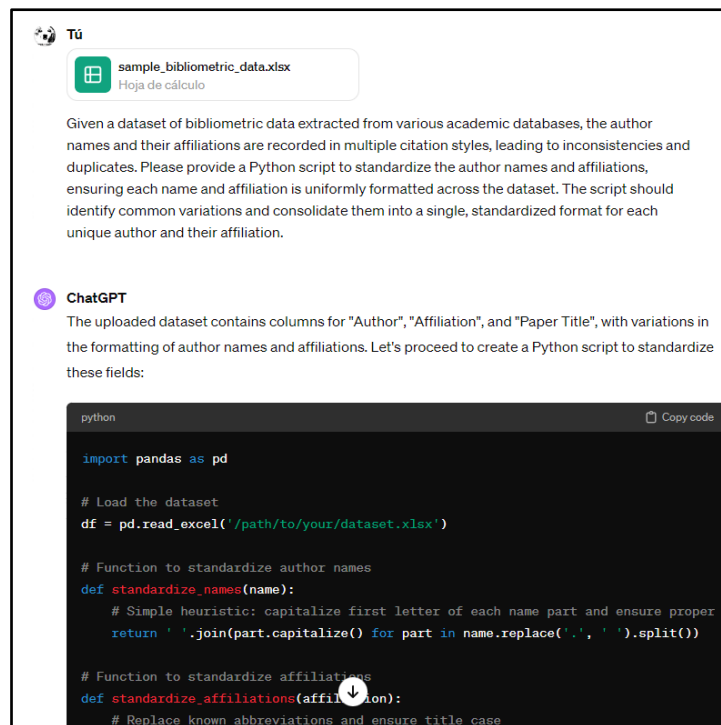 Tú
sample_bibliometric_data.xlsx
Hoja de cálculo
Given a dataset of bibliometric data extracted from various academic databases, the author
names and their affiliations are recorded in multiple citation styles, leading to inconsistencies and
duplicates. Please provide a Python script to standardize the author names and affiliations,
ensuring each name and affiliation is uniformly formatted across the dataset. The script should
identify common variations and consolidate them into a single, standardized format for each
unique author and their affiliation.
ChatGPT
The uploaded dataset contains columns for "Author", "Affiliation", and "Paper Title", with variations in
the formatting of author names and affiliations. Let's proceed to create a Python script to standardize
these fields:
python Copy code
import pandas as pd
# Load the dataset
df = pd.read_excel('/path/to/your/dataset.xlsx')
# Function to standardize author names
def standardize_names(name):
# Simple heuristic: capitalize first letter of each name part and ensure proper
return ' '.join(part.capitalize() for part in name.replace('.', ' ').split())
# Function to standardize affiliations
def standardize_affiliations(
# Replace known abbreviations and ensure title case